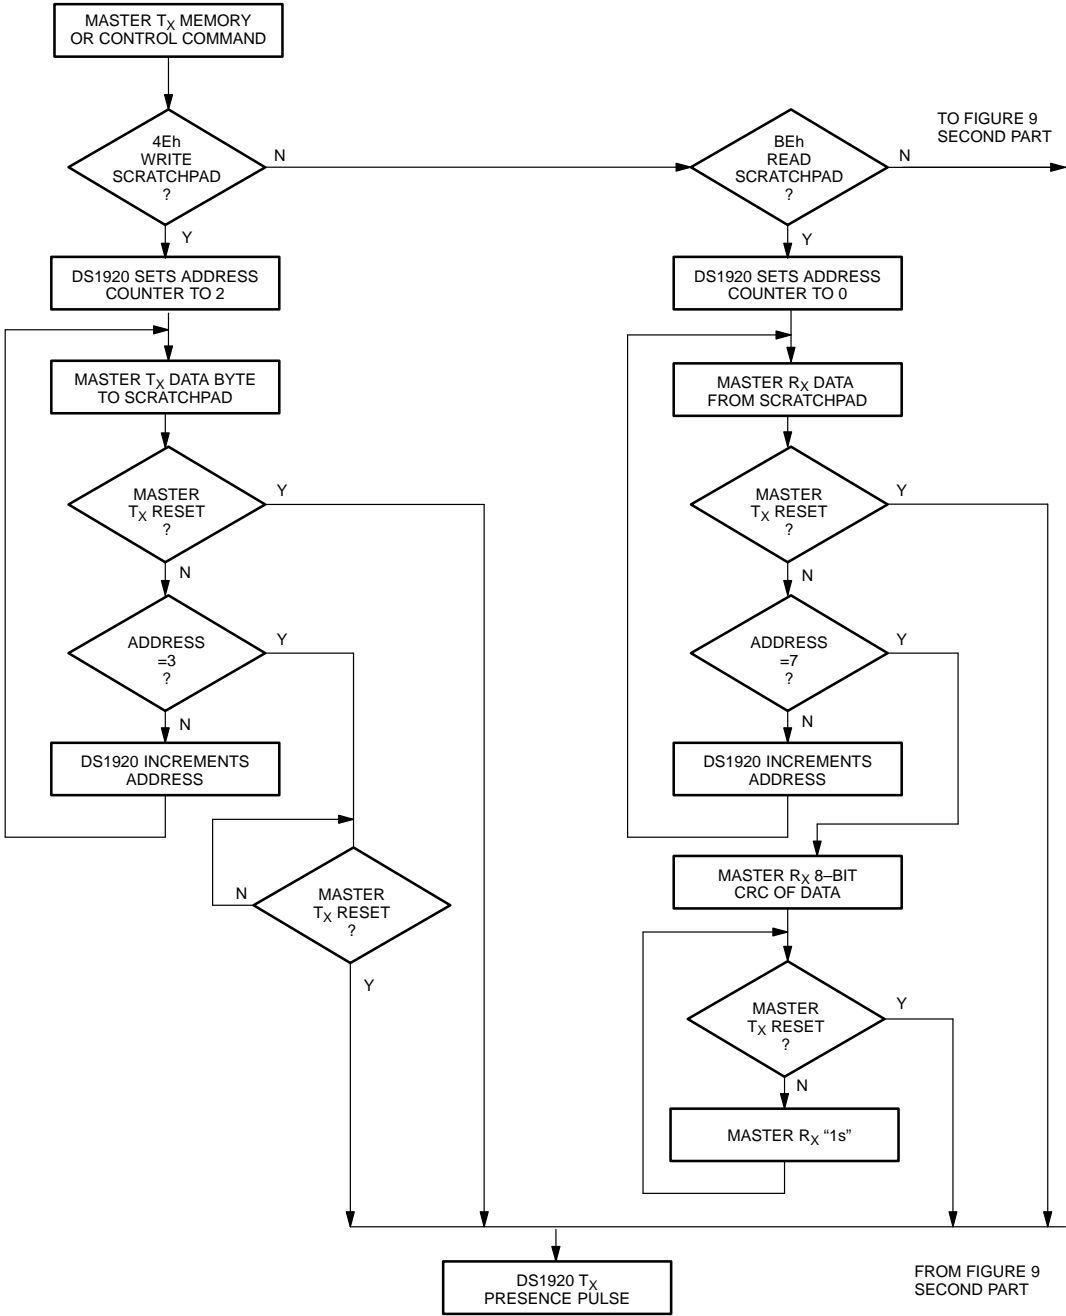 MASTER TX MEMORY
OR CONTROL COMMAND
4Eh
WRITE
SCRATCHPAD
?
N
Y
BEh
READ
SCRATCHPAD
?
N
Y
TO FIGURE 9
SECOND PART
DS1920 SETS ADDRESS
COUNTER TO 2
DS1920 SETS ADDRESS
COUNTER TO 0
MASTER TX DATA BYTE
TO SCRATCHPAD
MASTER RX DATA
FROM SCRATCHPAD
MASTER
TX RESET
?
Y
N
MASTER
TX RESET
?
Y
N
ADDRESS
=3
?
Y
N
ADDRESS
=7
?
Y
N
DS1920 INCREMENTS
ADDRESS
DS1920 INCREMENTS
ADDRESS
MASTER
TX RESET
?
N
Y
MASTER RX 8–BIT
CRC OF DATA
MASTER
TX RESET
?
Y
N
MASTER RX “1s”
DS1920 TX
PRESENCE PULSE
FROM FIGURE 9
SECOND PART